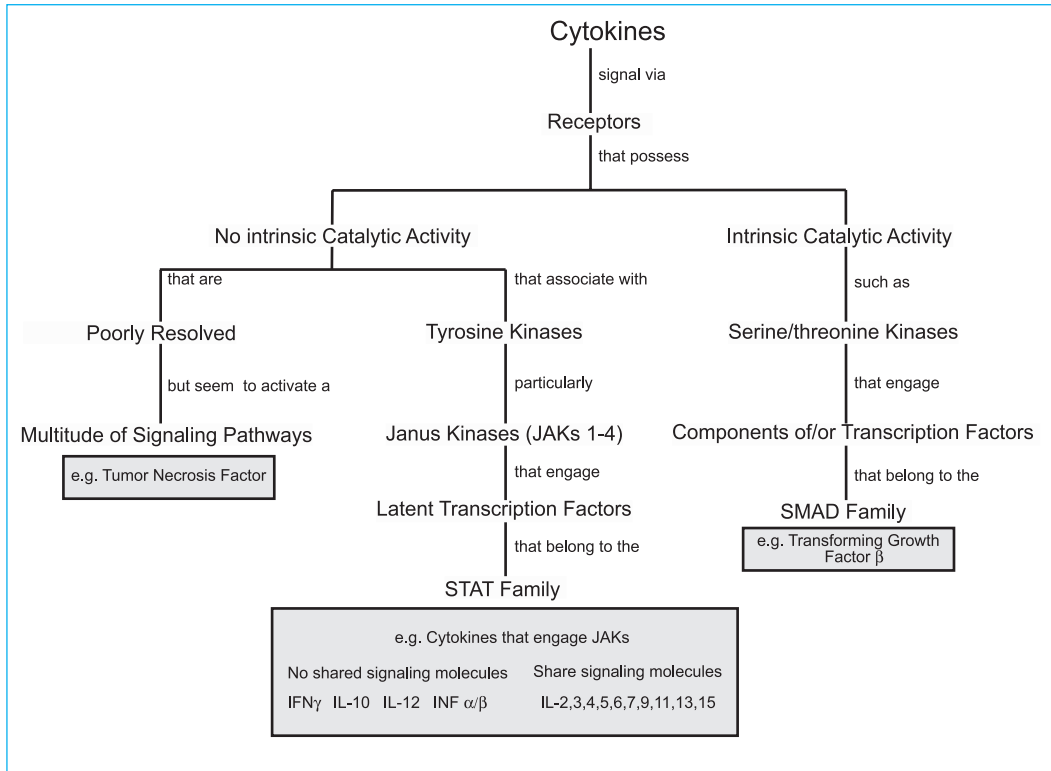 Cytokines
signal via
Receptors
that possess
No intrinsic Catalytic Activity
Intrinsic Catalytic Activity
that are
that associate with
such as
Poorly Resolved
Tyrosine Kinases
Serine/threonine Kinases
but seem to activate a
particularly
that engage
Multitude of Signaling Pathways
Janus Kinases (JAKs 1-4)
Components of/or Transcription Factors
e.g. Tumor Necrosis Factor
that engage
that belong to the
Latent Transcription Factors
SMAD Family
e.g. Transforming Growth
Factor β
that belong to the
STAT Family
e.g. Cytokines that engage JAKs
No shared signaling molecules
Share signaling molecules
IFNγ IL-10 IL-12 INF α/β
IL-2,3,4,5,6,7,9,11,13,15